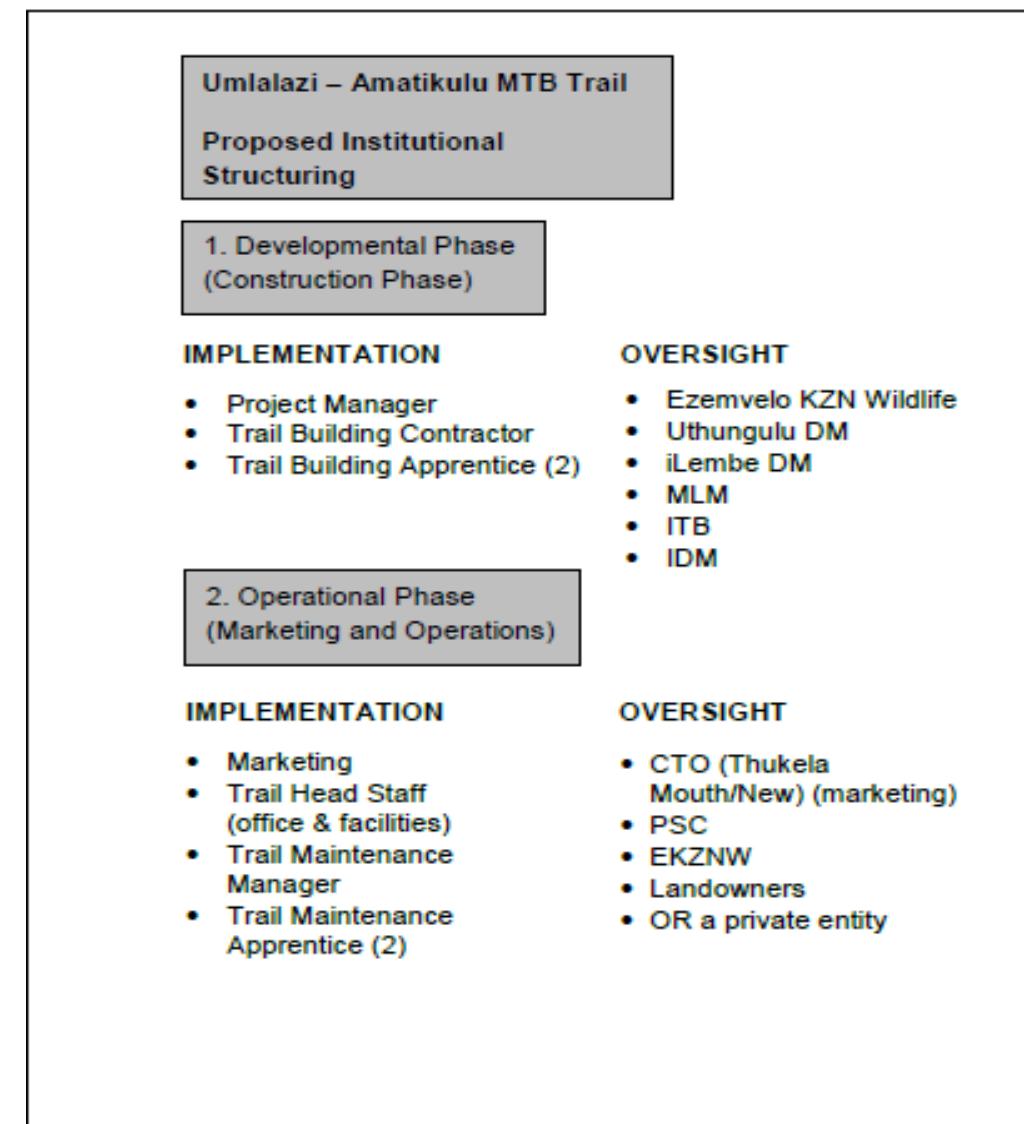 Umlalazi – Amatikulu MTB Trail
Proposed Institutional
Structuring
1. Developmental Phase
(Construction Phase)
IMPLEMENTATION
• Project Manager
• Trail Building Contractor
• Trail Building Apprentice (2)
OVERSIGHT
• Ezemvelo KZN Wildlife
• Uthungulu DM
• iLembe DM
• MLM
• ITB
• IDM
2. Operational Phase
(Marketing and Operations)
IMPLEMENTATION
• Marketing
• Trail Head Staff
(office & facilities)
• Trail Maintenance
Manager
• Trail Maintenance
Apprentice (2)
OVERSIGHT
• CTO (Thukela
Mouth/New) (marketing)
• PSC
• EKZNW
• Landowners
• OR a private entity